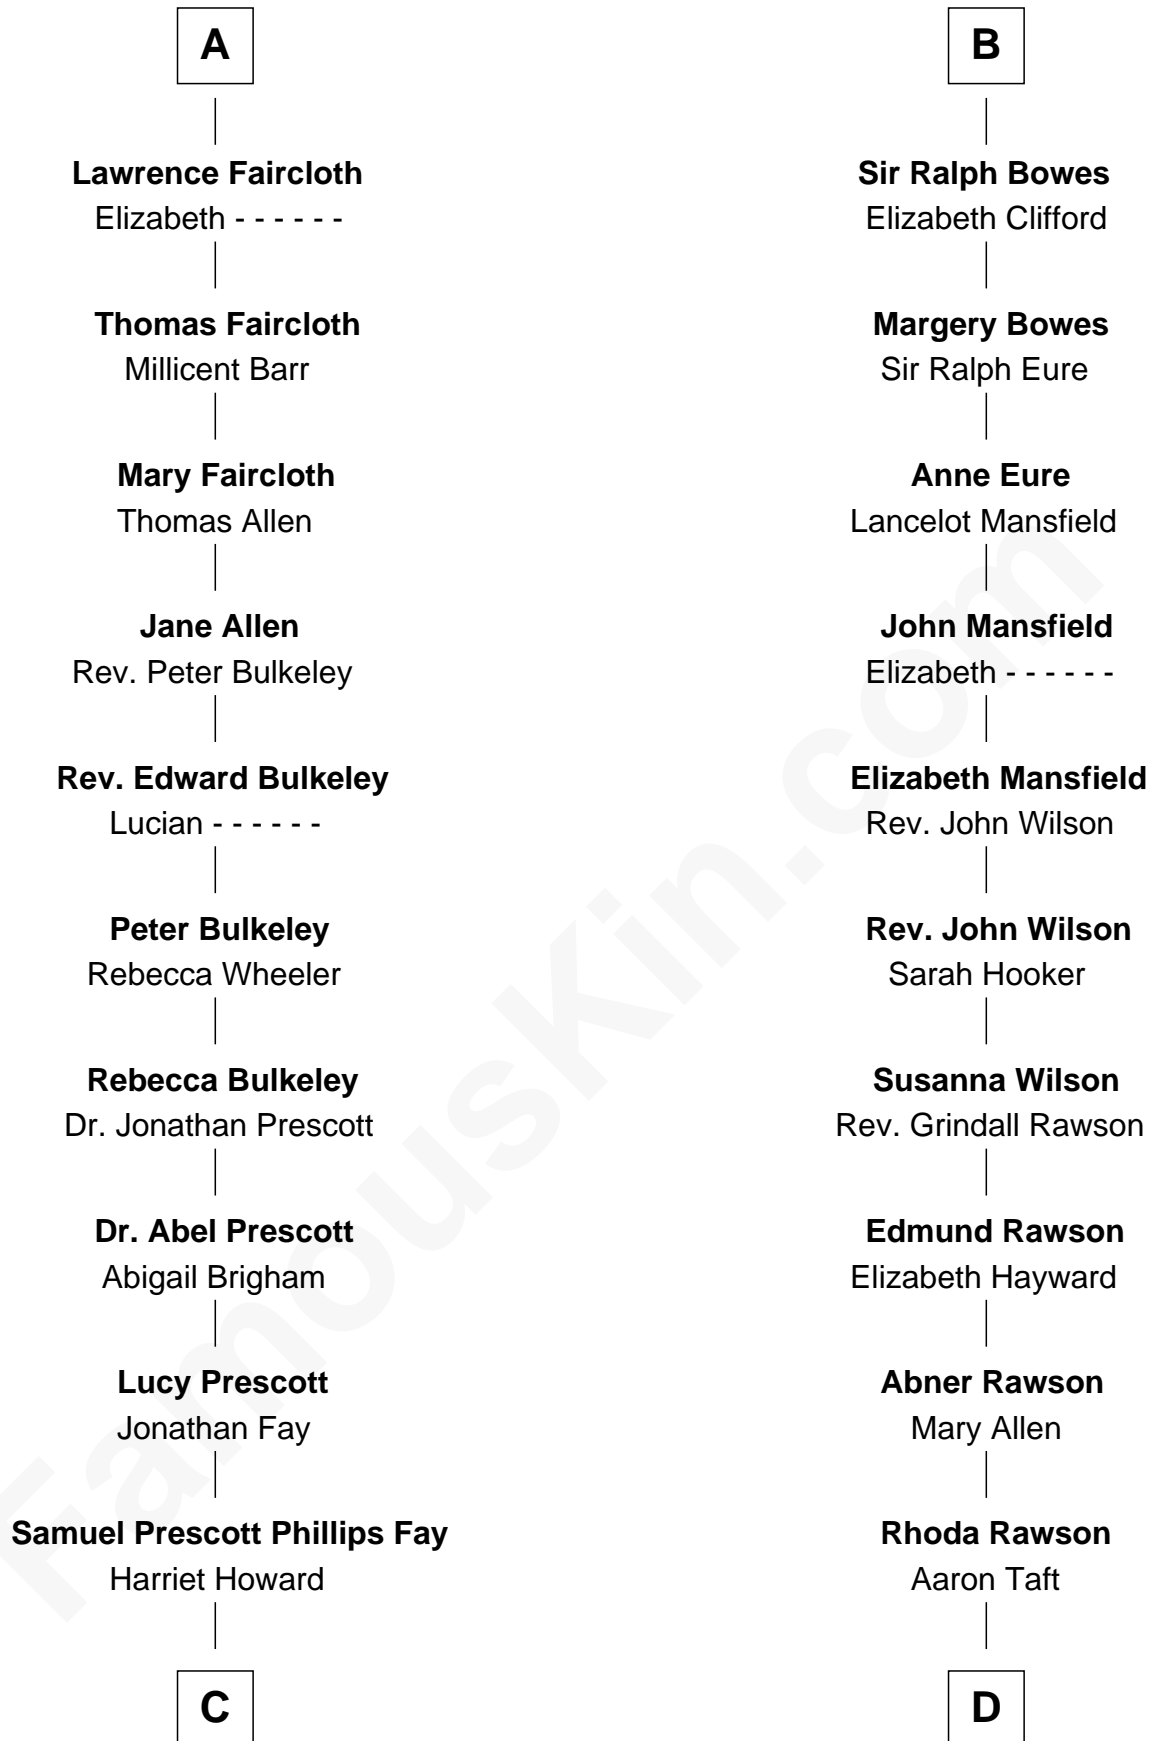 A
Lawrence Faircloth
Elizabeth - - - - - -
Thomas Faircloth
Millicent Barr
Mary Faircloth
Thomas Allen
Jane Allen
Rev. Peter Bulkeley
Rev. Edward Bulkeley
Lucian - - - - - -
Peter Bulkeley
Rebecca Wheeler
Rebecca Bulkeley
Dr. Jonathan Prescott
Dr. Abel Prescott
Abigail Brigham
Lucy Prescott
Jonathan Fay
Samuel Prescott Phillips Fay
Harriet Howard
C
B
Sir Ralph Bowes
Elizabeth Clifford
Margery Bowes
Sir Ralph Eure
Anne Eure
Lancelot Mansfield
John Mansfield
Elizabeth - - - - - -
Elizabeth Mansfield
Rev. John Wilson
Rev. John Wilson
Sarah Hooker
Susanna Wilson
Rev. Grindall Rawson
Edmund Rawson
Elizabeth Hayward
Abner Rawson
Mary Allen
Rhoda Rawson
Aaron Taft
D
FamousKin.com